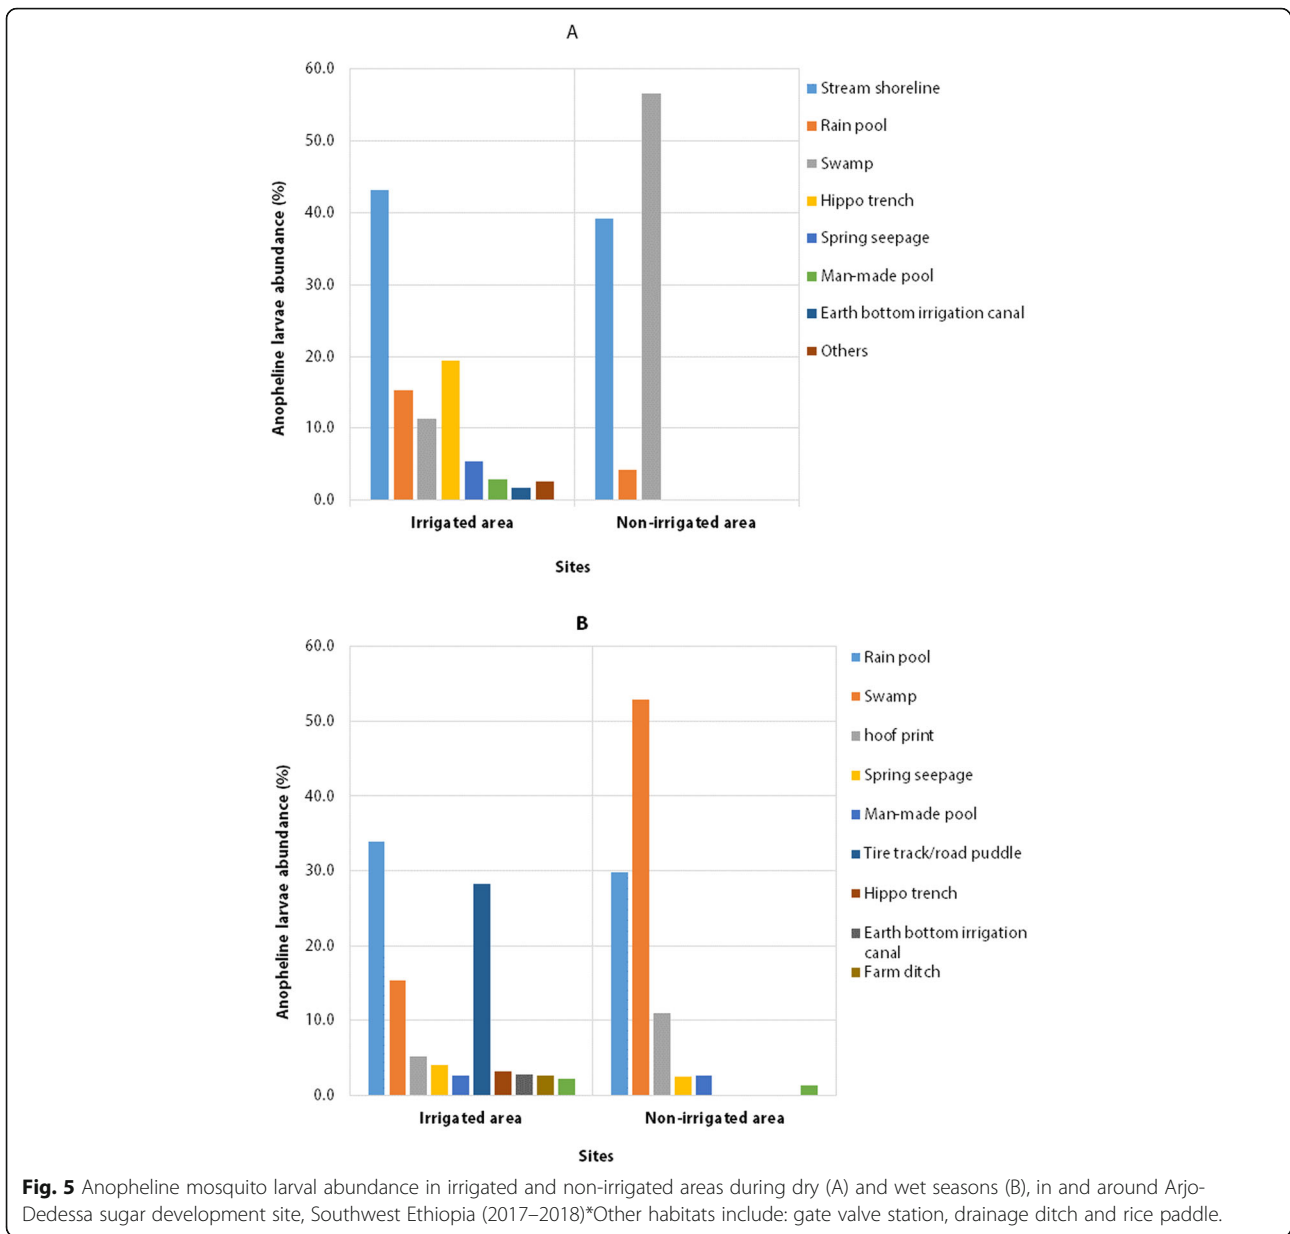 A
60.0
50.0
40.0
30.0
20.0
10.0
0.0
Anopheline larvae abundance (%)
Irrigated area
Non-irrigated area
Sites
Stream shoreline
Rain pool
Swamp
Hippo trench
Spring seepage
Man-made pool
Earth bottom irrigation canal
Others
B
60.0
50.0
40.0
30.0
20.0
10.0
0.0
Anopheline larvae abundance (%)
Irrigated area
Non-irrigated area
Sites
Rain pool
Swamp
hoof print
Spring seepage
Man-made pool
Tire track/road puddle
Hippo trench
Earth bottom irrigation
canal
Farm ditch
Fig. 5 Anopheline mosquito larval abundance in irrigated and non-irrigated areas during dry (A) and wet seasons (B), in and around Arjo-
Dedessa sugar development site, Southwest Ethiopia (2017–2018)*Other habitats include: gate valve station, drainage ditch and rice paddle.